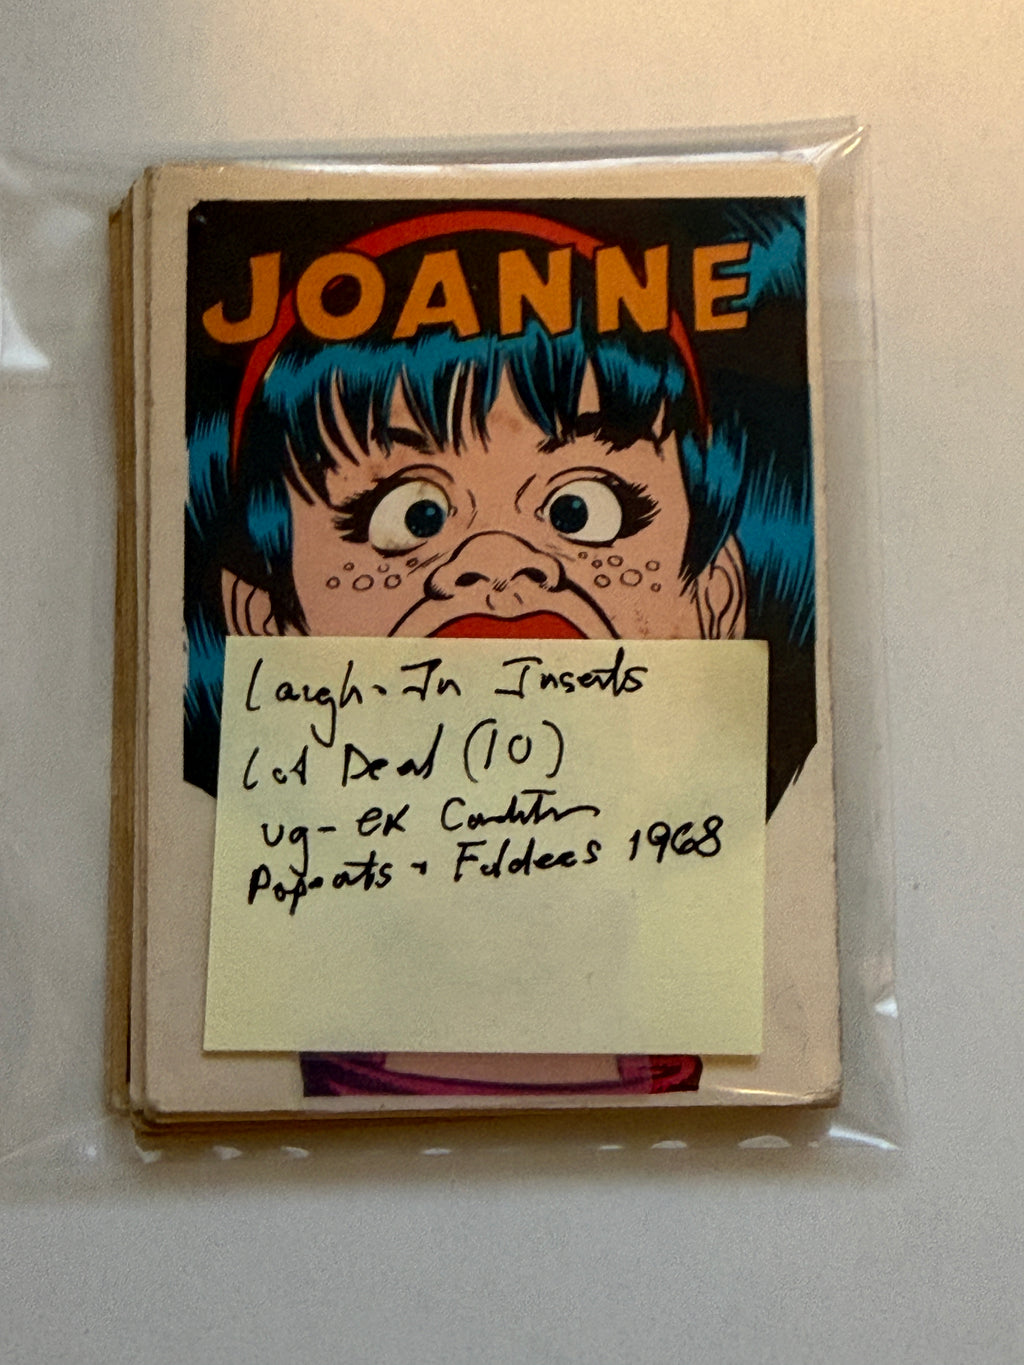 JOANNE
Laugh-In Inserts
Lot Deal (10)
vg-ex Condition
Popouts + Foldees 1968